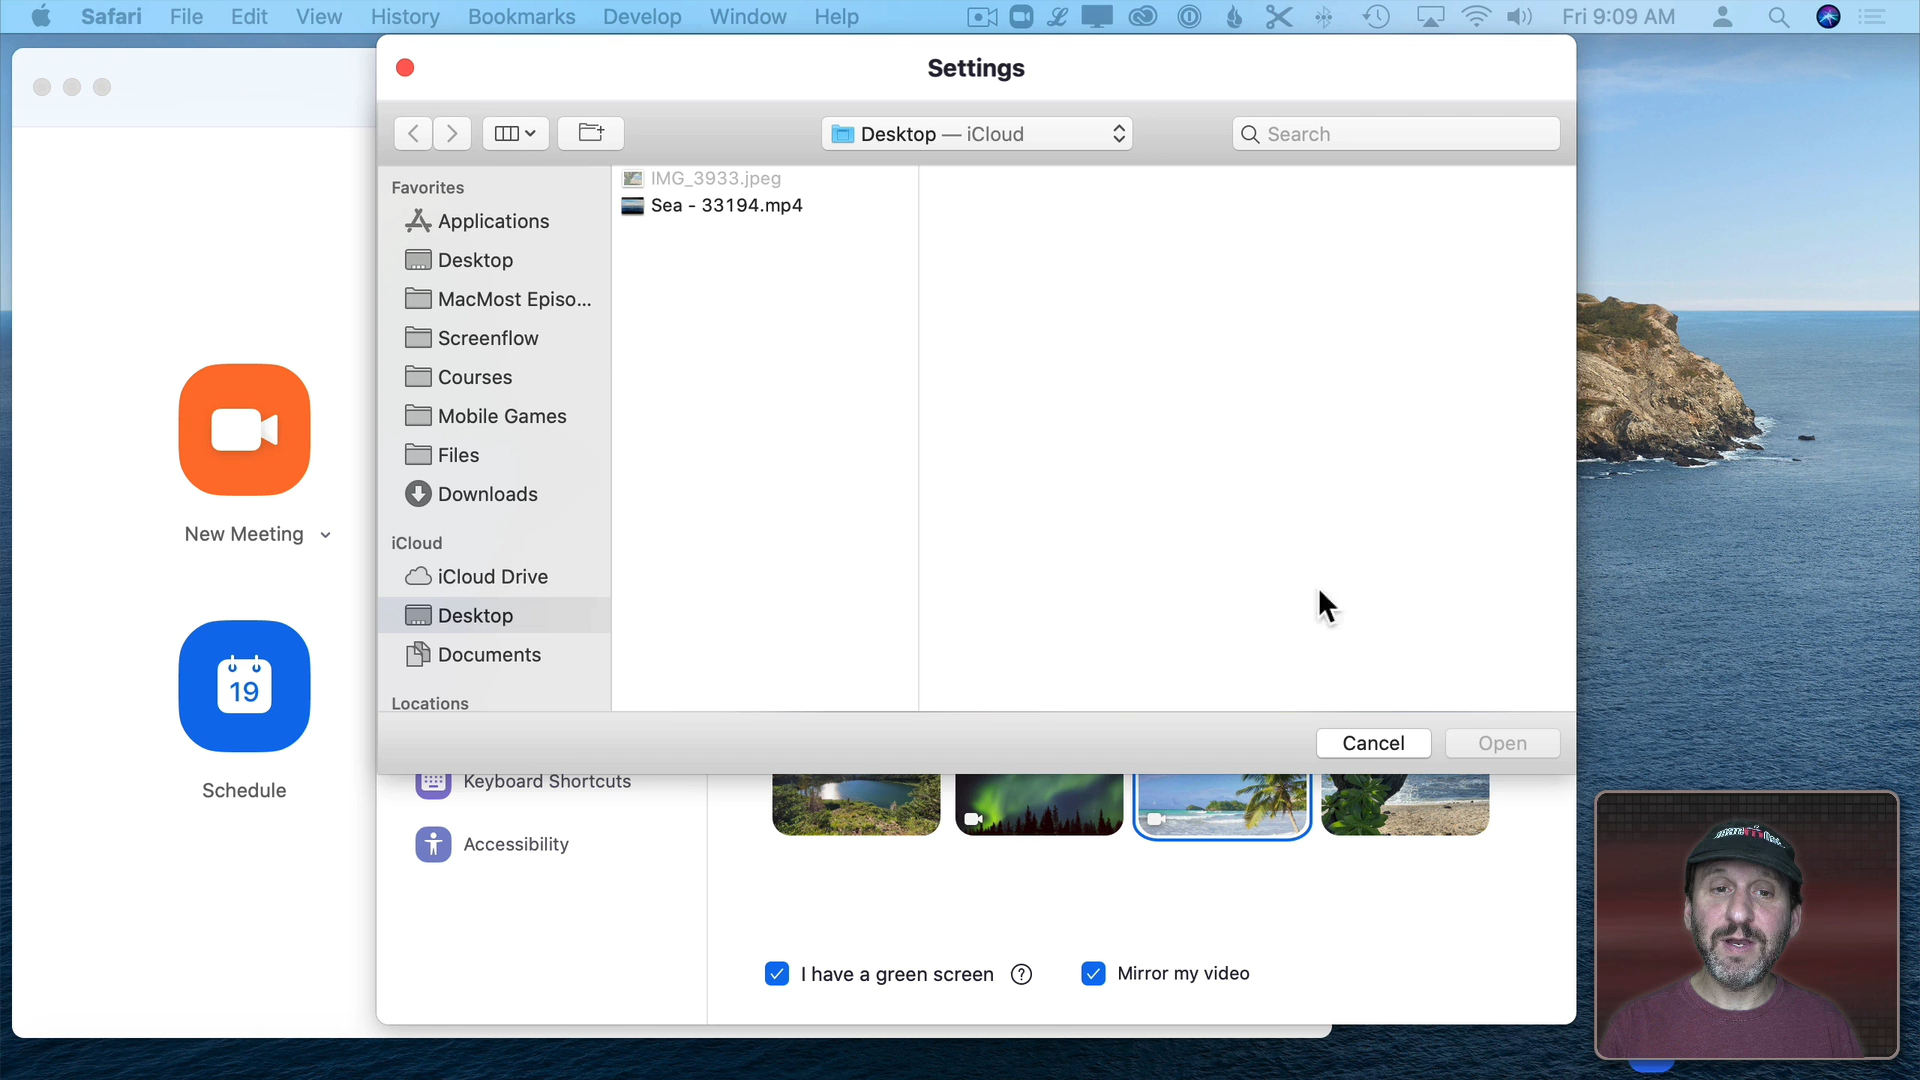 Safari File Edit View History Bookmarks Develop Window Help Fri 9:09 AM
Settings
Desktop — iCloud
Search
Favorites
Applications
Desktop
MacMost Episo...
Screenflow
Courses
Mobile Games
Files
Downloads
iCloud
iCloud Drive
Desktop
Documents
Locations
IMG_3933.jpeg
Sea - 33194.mp4
Cancel
Open
New Meeting
19
Schedule
Keyboard Shortcuts
Accessibility
I have a green screen ?
Mirror my video